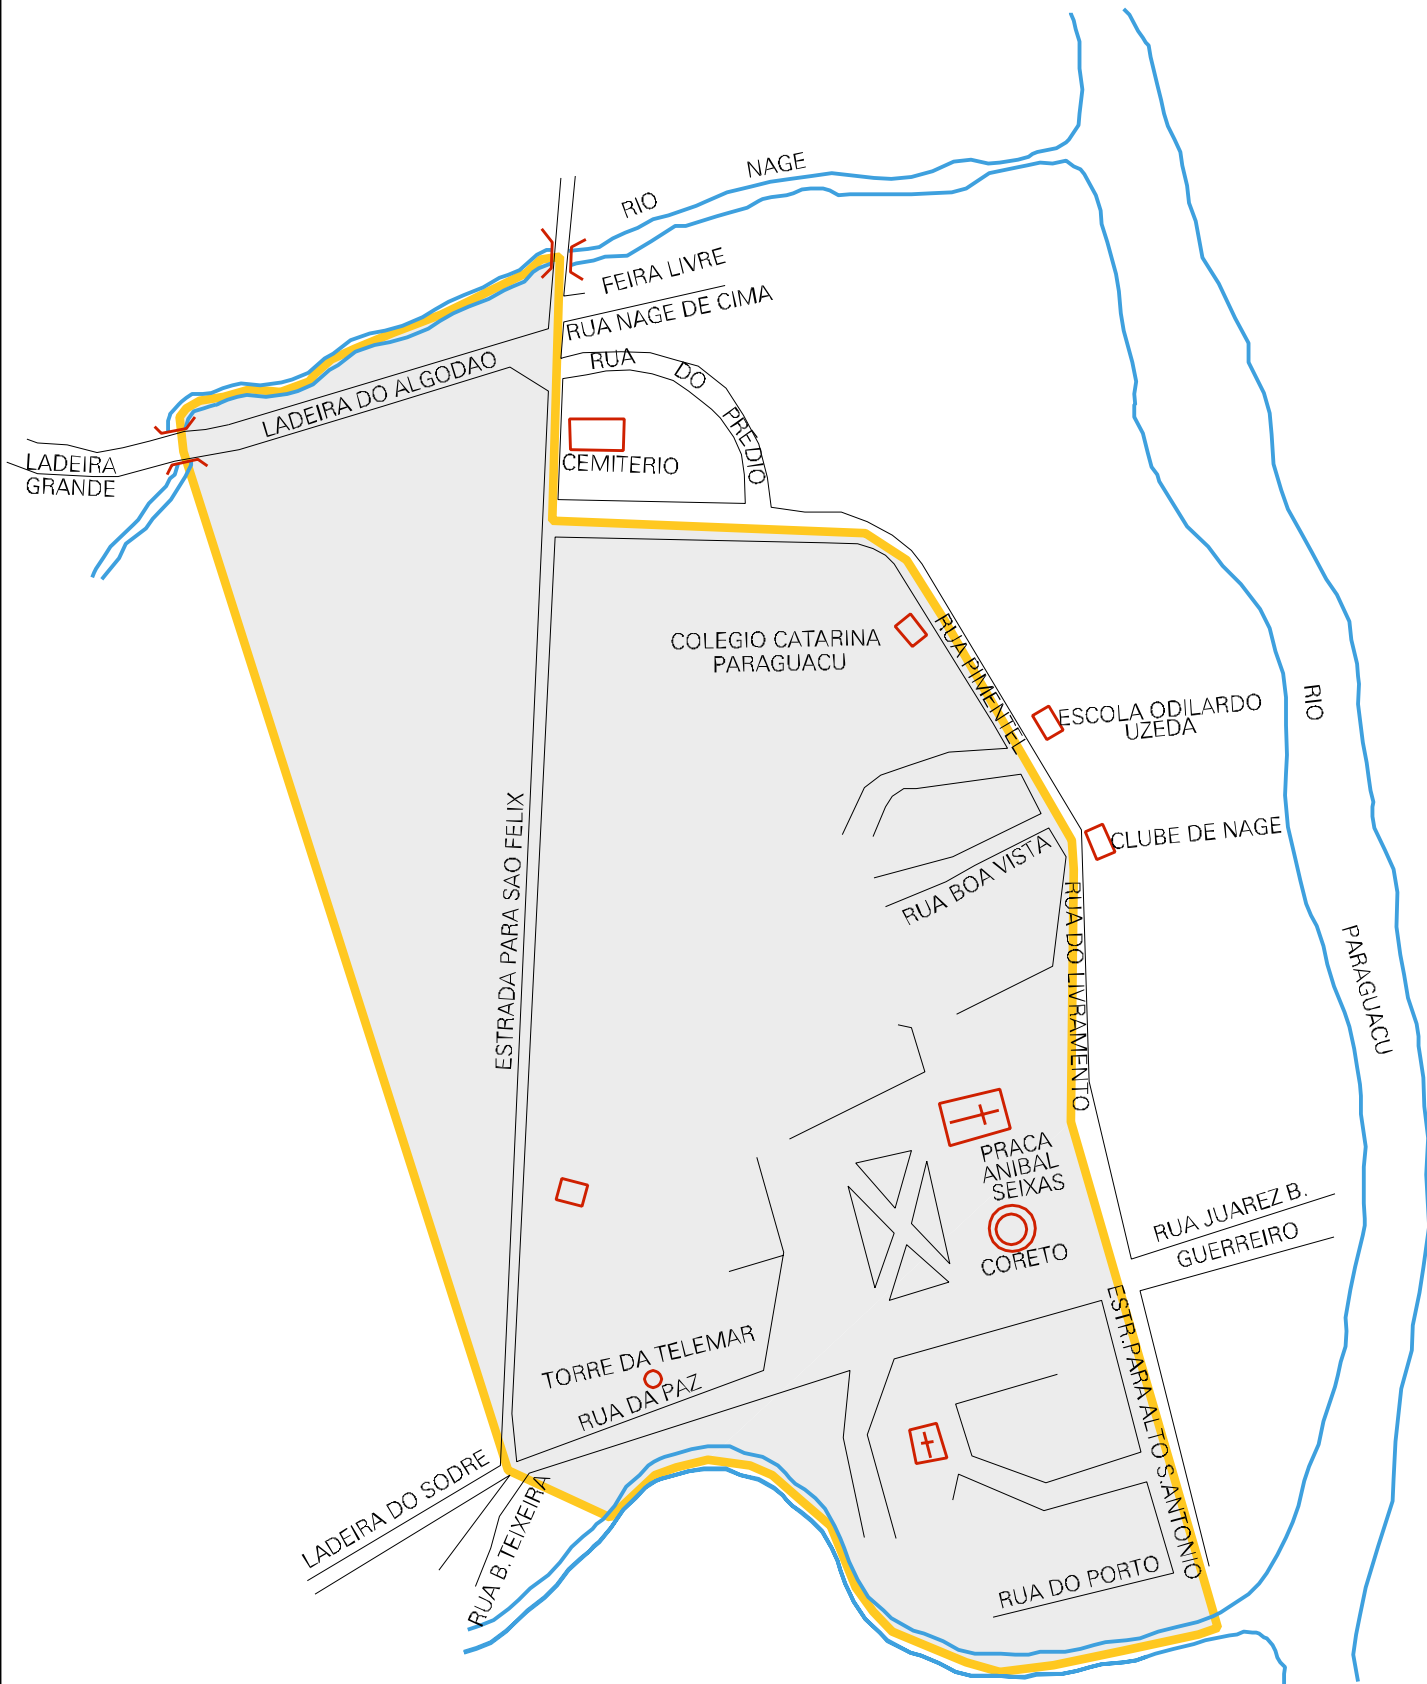 NAGE
RIO
FEIRA LIVRE
RUA NAGE DE CIMA
RUA DO PREDIO
LADEIRA DO ALGODAO
CEMITERIO
LADEIRA
GRANDE
COLEGIO CATARINA
PARAGUACU
RUA PIMENTEL
ESCOLA ODILARDO
UZEDA
RIO
ESTRADA PARA SAO FELIX
CLUBE DE NAGE
RUA BOA VISTA
RUA DO LIVRAMENTO
PARAGUACU
PRACA
ANIBAL
SEIXAS
CORETO
RUA JUAREZ B.
GUERREIRO
ESTR.PARA ALTO S.ANTONIO
TORRE DA TELEMAR
RUA DA PAZ
LADEIRA DO SODRE
RUA B. TEIXEIRA
RUA DO PORTO